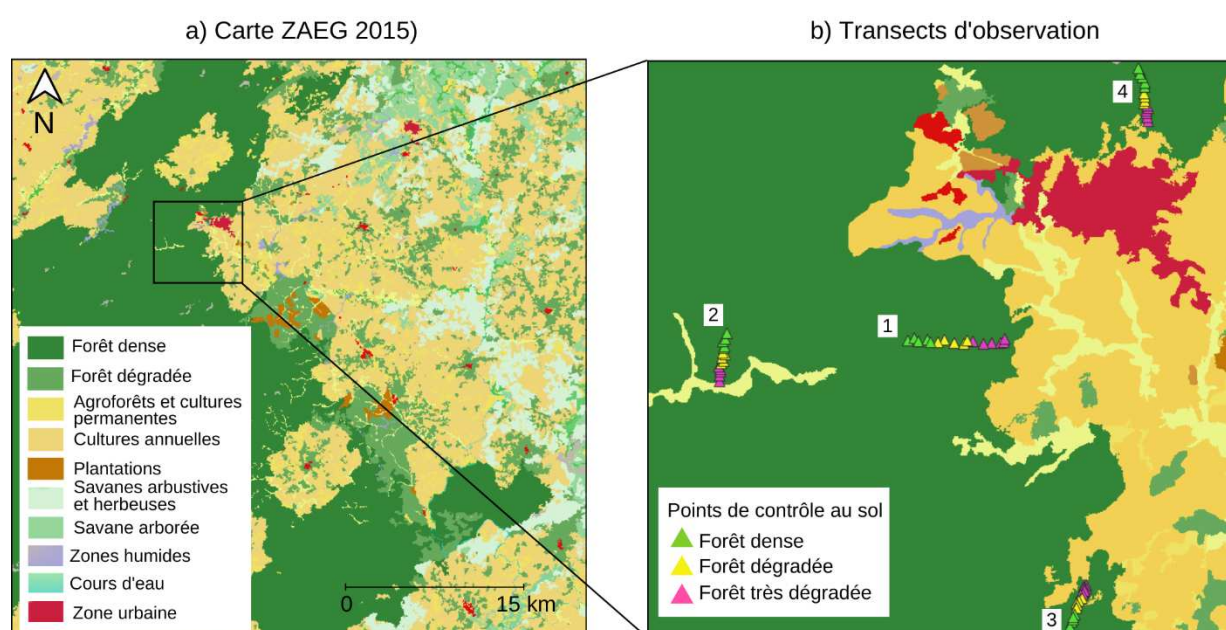 a) Carte ZAEG 2015)
b) Transects d'observation
N
Forêt dense
Forêt dégradée
Agroforêts et cultures
permanentes
Cultures annuelles
Plantations
Savanes arbustives
et herbeuses
Savane arborée
Zones humides
Cours d'eau
Zone urbaine
0 15 km
4
2
1
3
Points de contrôle au sol
Forêt dense
Forêt dégradée
Forêt très dégradée